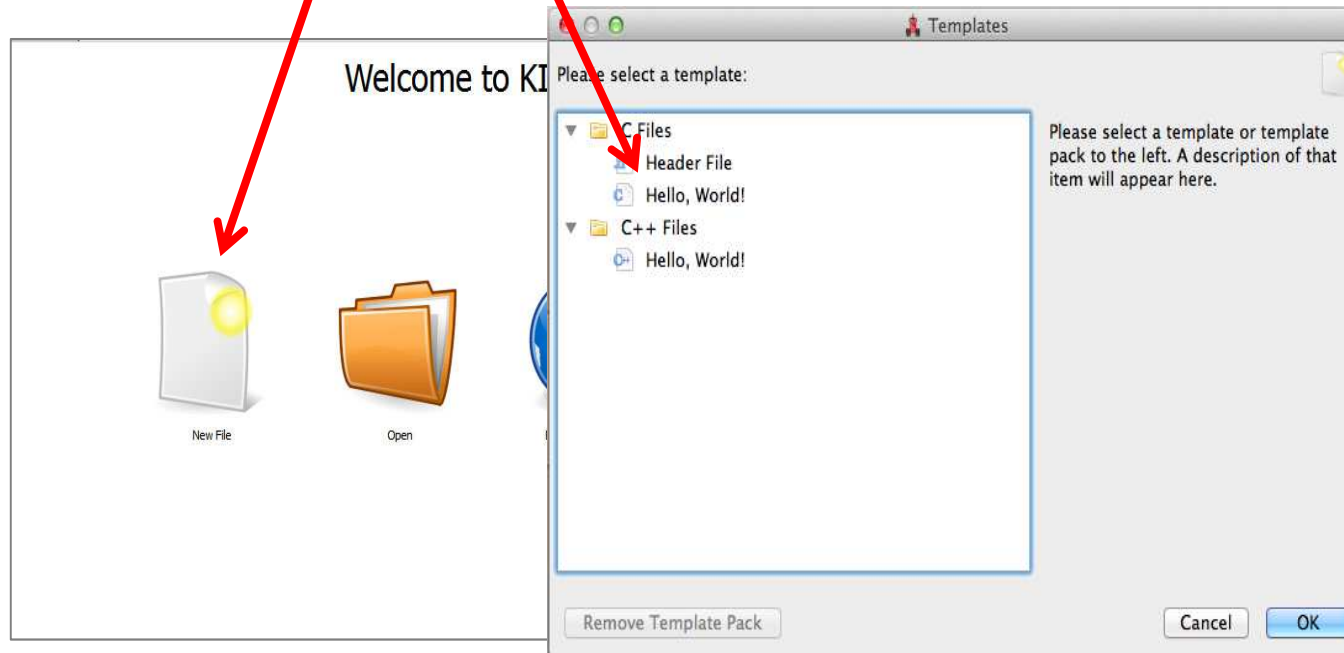 Welcome to KI
New File
Open
Templates
Please select a template:
C Files
Header File
Hello, World!
C++ Files
Hello, World!
Please select a template or template
pack to the left. A description of that
item will appear here.
Remove Template Pack
Cancel
OK